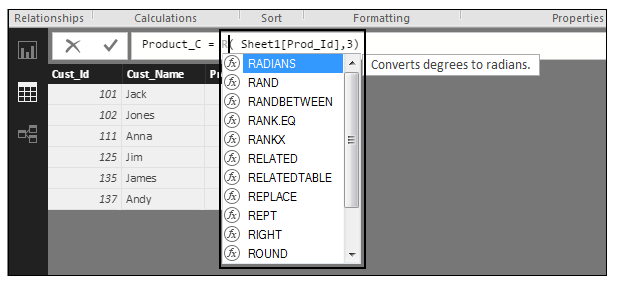 Relationships Calculations Sort Formatting Properties
Product_C = R( Sheet1[Prod_Id],3)
RADIANS Converts degrees to radians.
Cust_Id Cust_Name RAND
101 Jack RANDBETWEEN
102 Jones RANK.EQ
111 Anna RANKX
125 Jim RELATED
135 James RELATEDTABLE
137 Andy REPLACE
REPT
RIGHT
ROUND